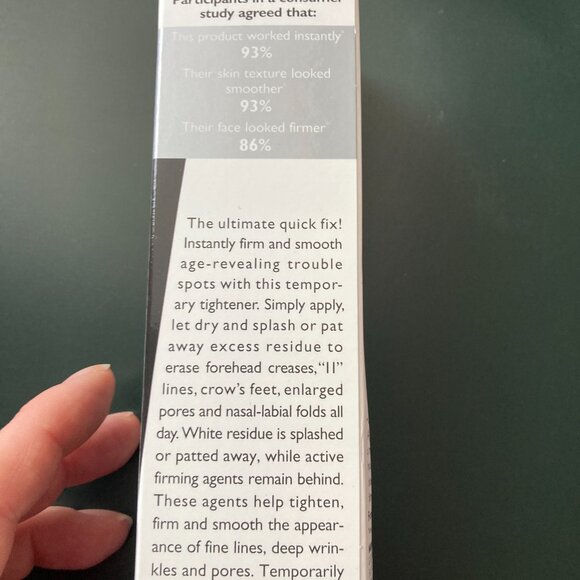 Participants in a consumer
study agreed that:
This product worked instantly*
93%
Their skin texture looked
smoother*
93%
Their face looked firmer*
86%
The ultimate quick fix!
Instantly firm and smooth
age-revealing trouble
spots with this tempor-
ary tightener. Simply apply,
let dry and splash or pat
away excess residue to
erase forehead creases, "11"
lines, crow's feet, enlarged
pores and nasal-labial folds all
day. White residue is splashed
or patted away, while active
firming agents remain behind.
These agents help tighten,
firm and smooth the appear-
ance of fine lines, deep wrin-
kles and pores. Temporarily